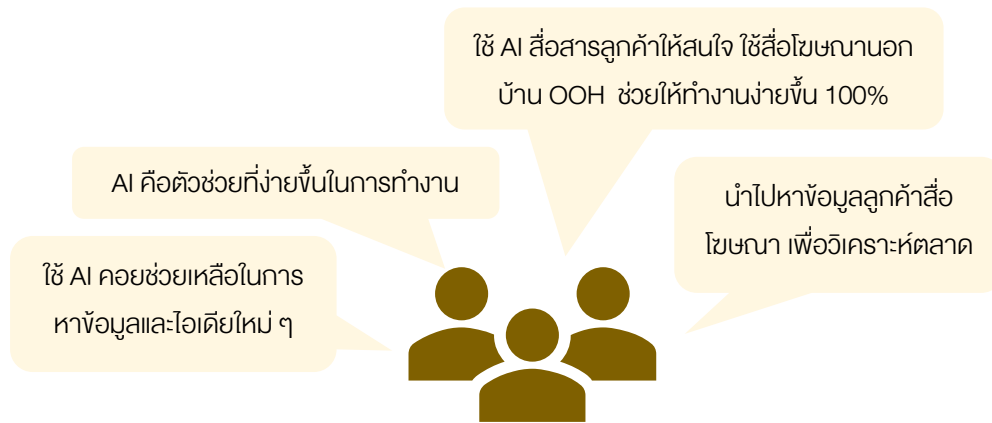 ใช้ AI สื่อสารลูกค้าให้สนใจ ใช้สื่อโฆษณานอก
บ้าน OOH ช่วยให้ทำงานง่ายขึ้น 100%
AI คือตัวช่วยที่ง่ายขึ้นในการทำงาน
นำไปหาข้อมูลลูกค้าสื่อ
โฆษณา เพื่อวิเคราะห์ตลาด
ใช้ AI คอยช่วยเหลือในการ
หาข้อมูลและไอเดียใหม่ ๆ